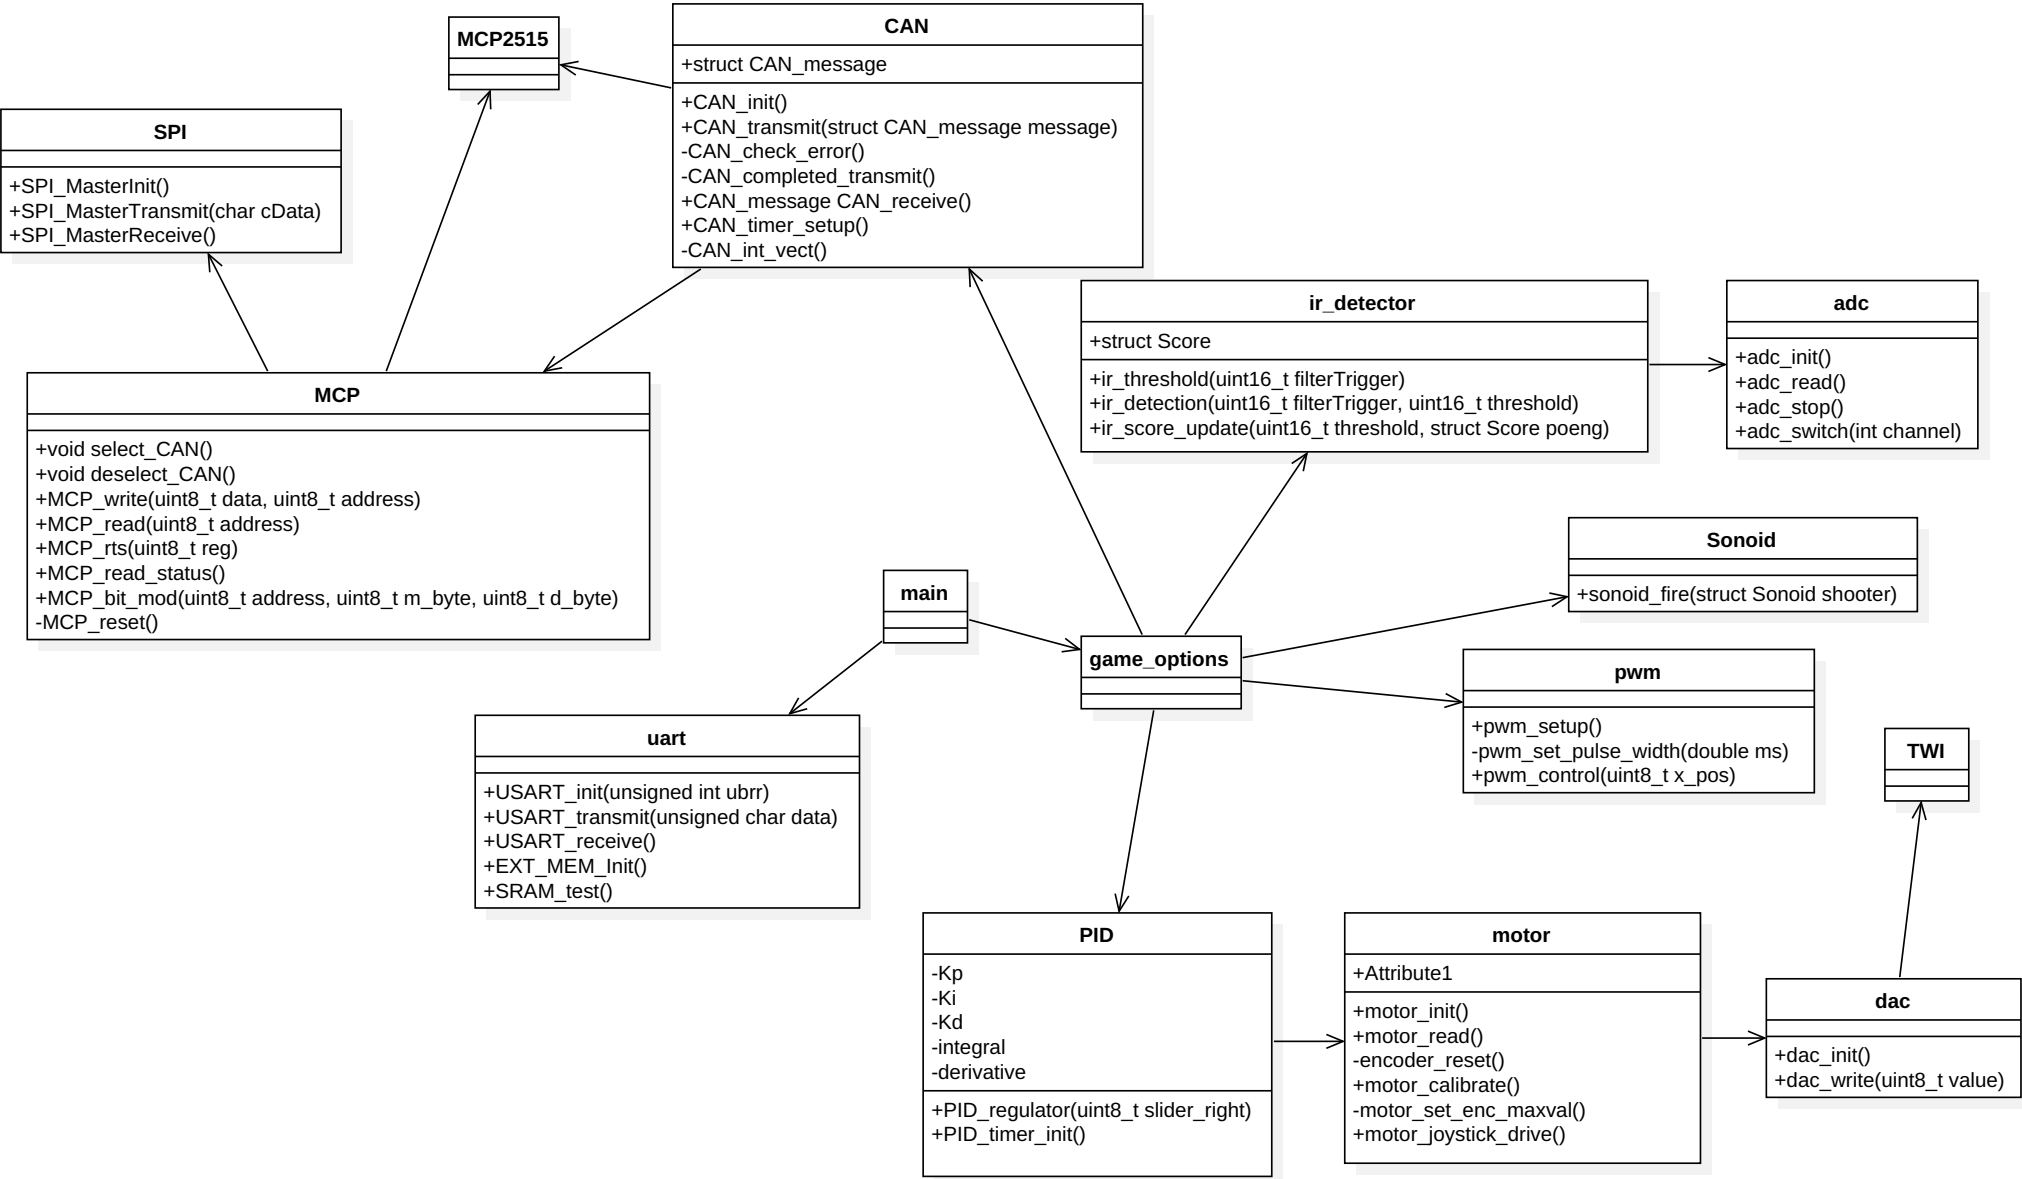 MCP2515
CAN
+struct CAN_message
+CAN_init()
+CAN_transmit(struct CAN_message message)
-CAN_check_error()
-CAN_completed_transmit()
+CAN_message CAN_receive()
+CAN_timer_setup()
-CAN_int_vect()
SPI
+SPI_MasterInit()
+SPI_MasterTransmit(char cData)
+SPI_MasterReceive()
ir_detector
+struct Score
+ir_threshold(uint16_t filterTrigger)
+ir_detection(uint16_t filterTrigger, uint16_t threshold)
+ir_score_update(uint16_t threshold, struct Score poeng)
adc
+adc_init()
+adc_read()
+adc_stop()
+adc_switch(int channel)
MCP
+void select_CAN()
+void deselect_CAN()
+MCP_write(uint8_t data, uint8_t address)
+MCP_read(uint8_t address)
+MCP_rts(uint8_t reg)
+MCP_read_status()
+MCP_bit_mod(uint8_t address, uint8_t m_byte, uint8_t d_byte)
-MCP_reset()
Sonoid
+sonoid_fire(struct Sonoid shooter)
main
game_options
pwm
+pwm_setup()
-pwm_set_pulse_width(double ms)
+pwm_control(uint8_t x_pos)
uart
+USART_init(unsigned int ubrr)
+USART_transmit(unsigned char data)
+USART_receive()
+EXT_MEM_Init()
+SRAM_test()
TWI
PID
-Kp
-Ki
-Kd
-integral
-derivative
+PID_regulator(uint8_t slider_right)
+PID_timer_init()
motor
+Attribute1
+motor_init()
+motor_read()
-encoder_reset()
+motor_calibrate()
-motor_set_enc_maxval()
+motor_joystick_drive()
dac
+dac_init()
+dac_write(uint8_t value)